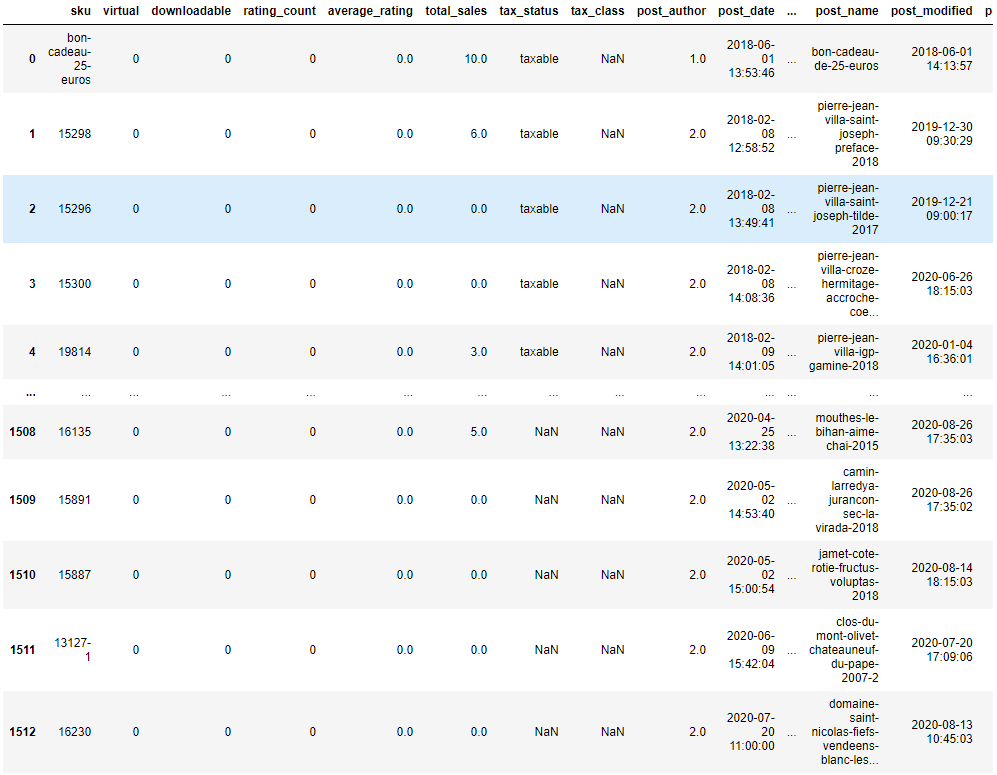 sku virtual downloadable rating_count average_rating total_sales tax_status tax_class post_author post_date ... post_name post_modified p
0 bon-cadeau-25-euros 0 0 0 0.0 10.0 taxable NaN 1.0 2018-06-01 13:53:46 ... bon-cadeau-de-25-euros 2018-06-01 14:13:57
1 15298 0 0 0 0.0 6.0 taxable NaN 2.0 2018-02-08 12:58:52 ... pierre-jean-villa-saint-joseph-preface-2018 2019-12-30 09:30:29
2 15296 0 0 0 0.0 0.0 taxable NaN 2.0 2018-02-08 13:49:41 ... pierre-jean-villa-saint-joseph-tilde-2017 2019-12-21 09:00:17
3 15300 0 0 0 0.0 0.0 taxable NaN 2.0 2018-02-08 14:08:36 ... pierre-jean-villa-croze-hermitage-accroche-coe... 2020-06-26 18:15:03
4 19814 0 0 0 0.0 3.0 taxable NaN 2.0 2018-02-09 14:01:05 ... pierre-jean-villa-igp-gamine-2018 2020-01-04 16:36:01
... ... ... ... ... ... ... ... ... ... ... ... ... ...
1508 16135 0 0 0 0.0 5.0 NaN NaN 2.0 2020-04-25 13:22:38 ... mouthes-le-bihan-aime-chai-2015 2020-08-26 17:35:03
1509 15891 0 0 0 0.0 0.0 NaN NaN 2.0 2020-05-02 14:53:40 ... camin-larredya-jurancon-sec-la-virada-2018 2020-08-26 17:35:02
1510 15887 0 0 0 0.0 0.0 NaN NaN 2.0 2020-05-02 15:00:54 ... jamet-cote-rotie-fructus-voluptas-2018 2020-08-14 18:15:03
1511 13127-1 0 0 0 0.0 0.0 NaN NaN 2.0 2020-06-09 15:42:04 ... clos-du-mont-olivet-chateauneuf-du-pape-2007-2 2020-07-20 17:09:06
1512 16230 0 0 0 0.0 0.0 NaN NaN 2.0 2020-07-20 11:00:00 ... domaine-saint-nicolas-fiefs-vendeens-blanc-les... 2020-08-13 10:45:03